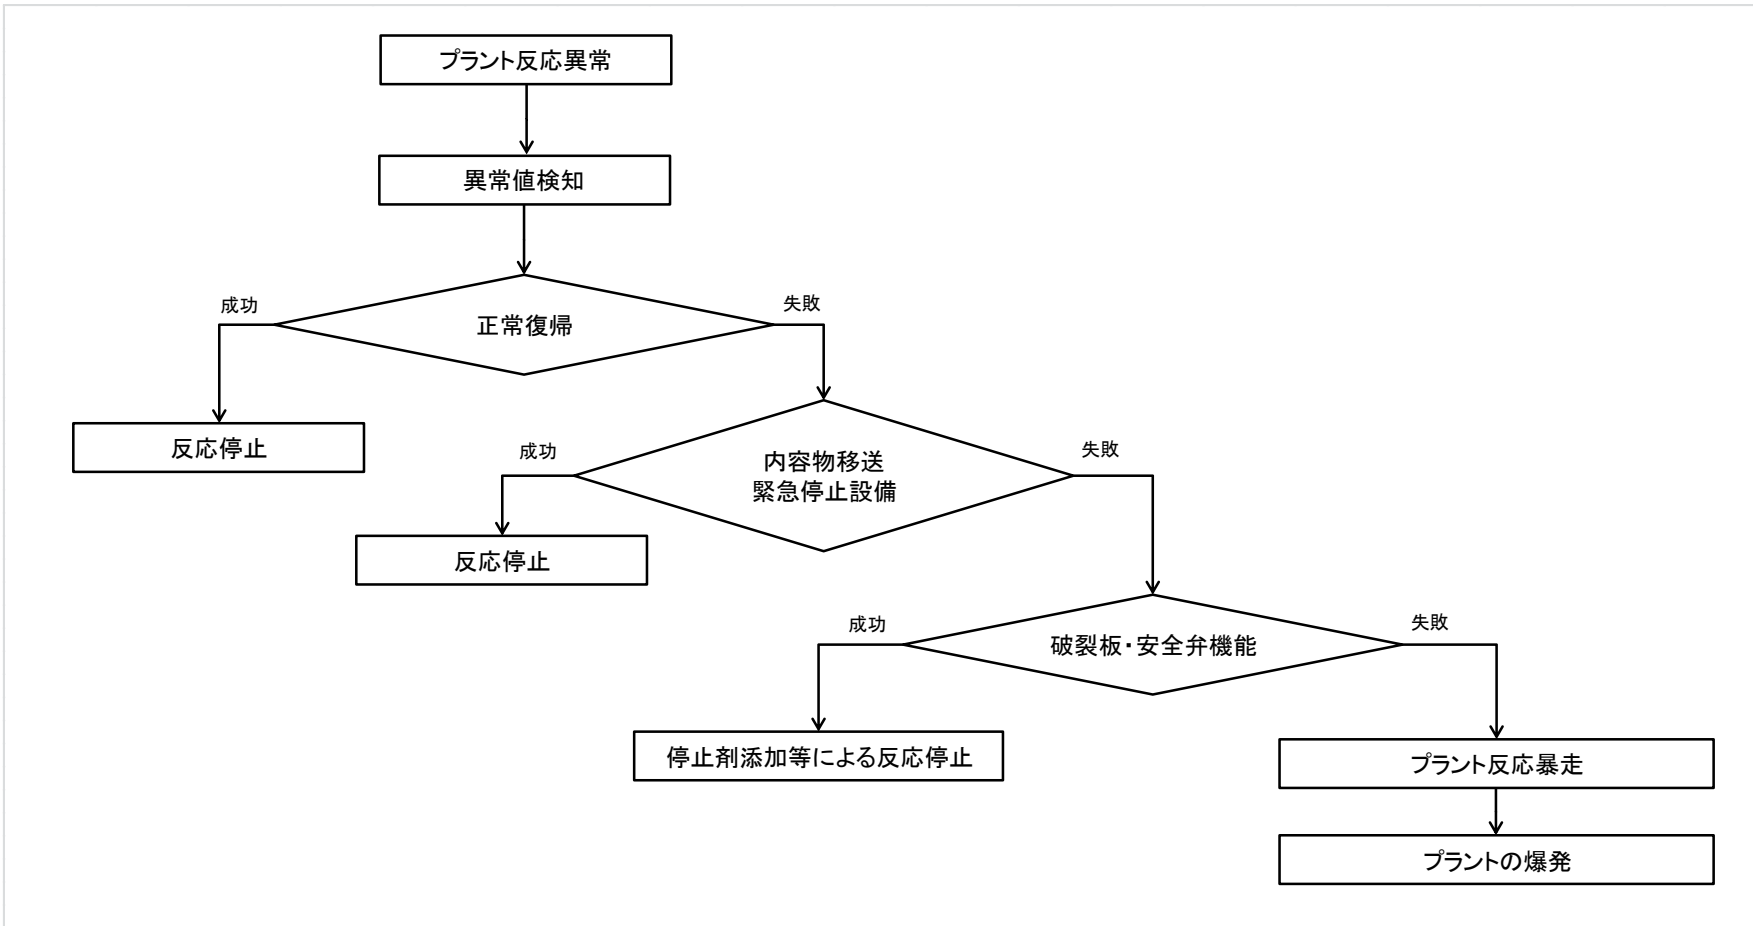 プラント反応異常
異常値検知
成功
失敗
正常復帰
反応停止
成功
失敗
内容物移送
緊急停止設備
反応停止
成功
失敗
破裂板・安全弁機能
停止剤添加等による反応停止
プラント反応暴走
プラントの爆発